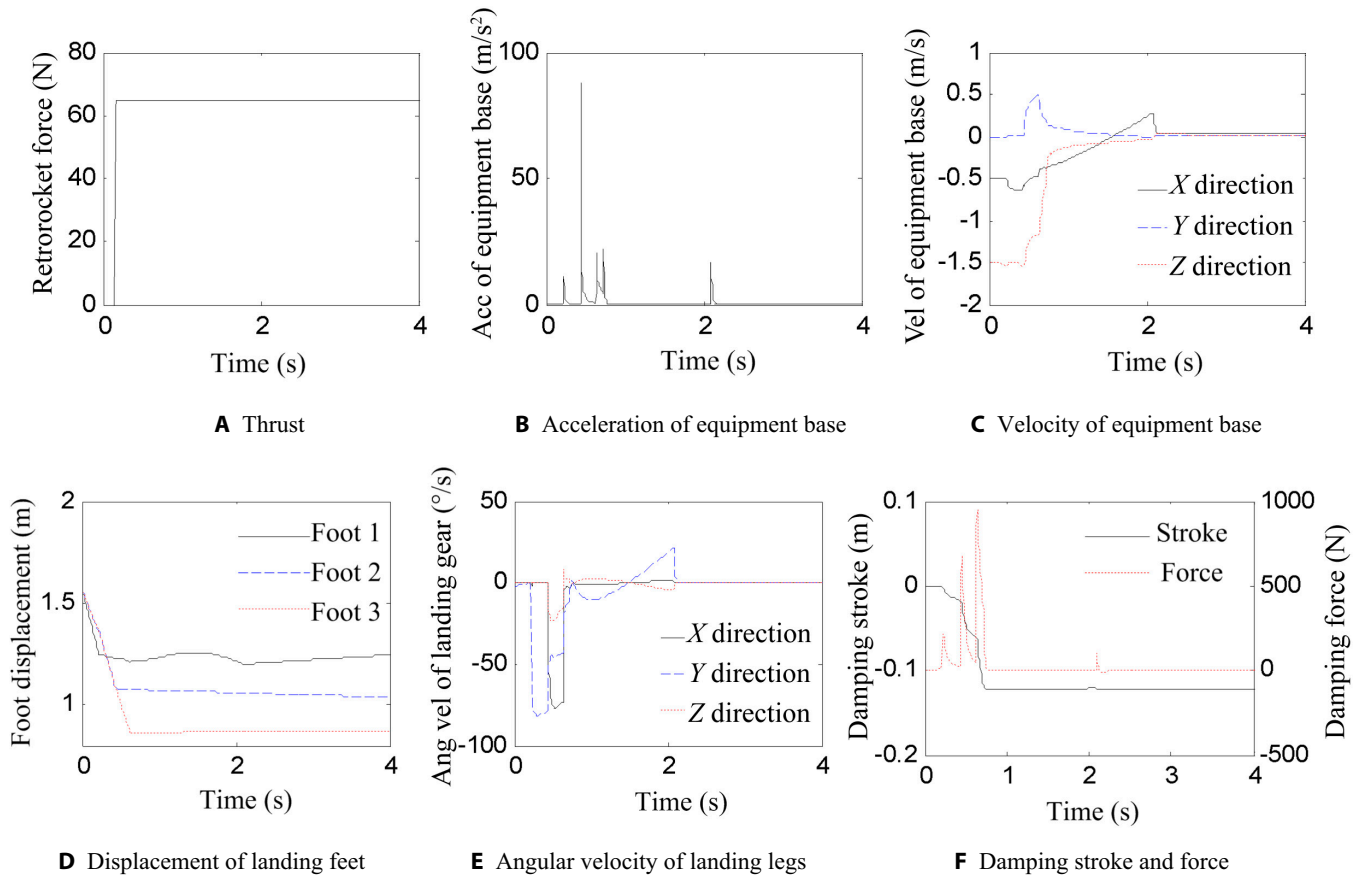 Retrorocket force (N)
80
60
40
20
0
0
2
4
Time (s)
A Thrust
Acc of equipment base (m/s²)
100
50
0
0
2
4
Time (s)
B Acceleration of equipment base
Vel of equipment base (m/s)
1
0.5
0
-0.5
-1
-1.5
-2
X direction
Y direction
Z direction
0
1
2
3
4
Time (s)
C Velocity of equipment base
Foot displacement (m)
2
1.5
1
Foot 1
Foot 2
Foot 3
0
2
4
Time (s)
D Displacement of landing feet
Ang vel of landing gear (°/s)
50
0
-50
-100
X direction
Y direction
Z direction
0
2
4
Time (s)
E Angular velocity of landing legs
Damping stroke (m)
0.1
0
-0.1
-0.2
Stroke
Force
1000
500
0
-500
Damping force (N)
0
1
2
3
4
Time (s)
F Damping stroke and force